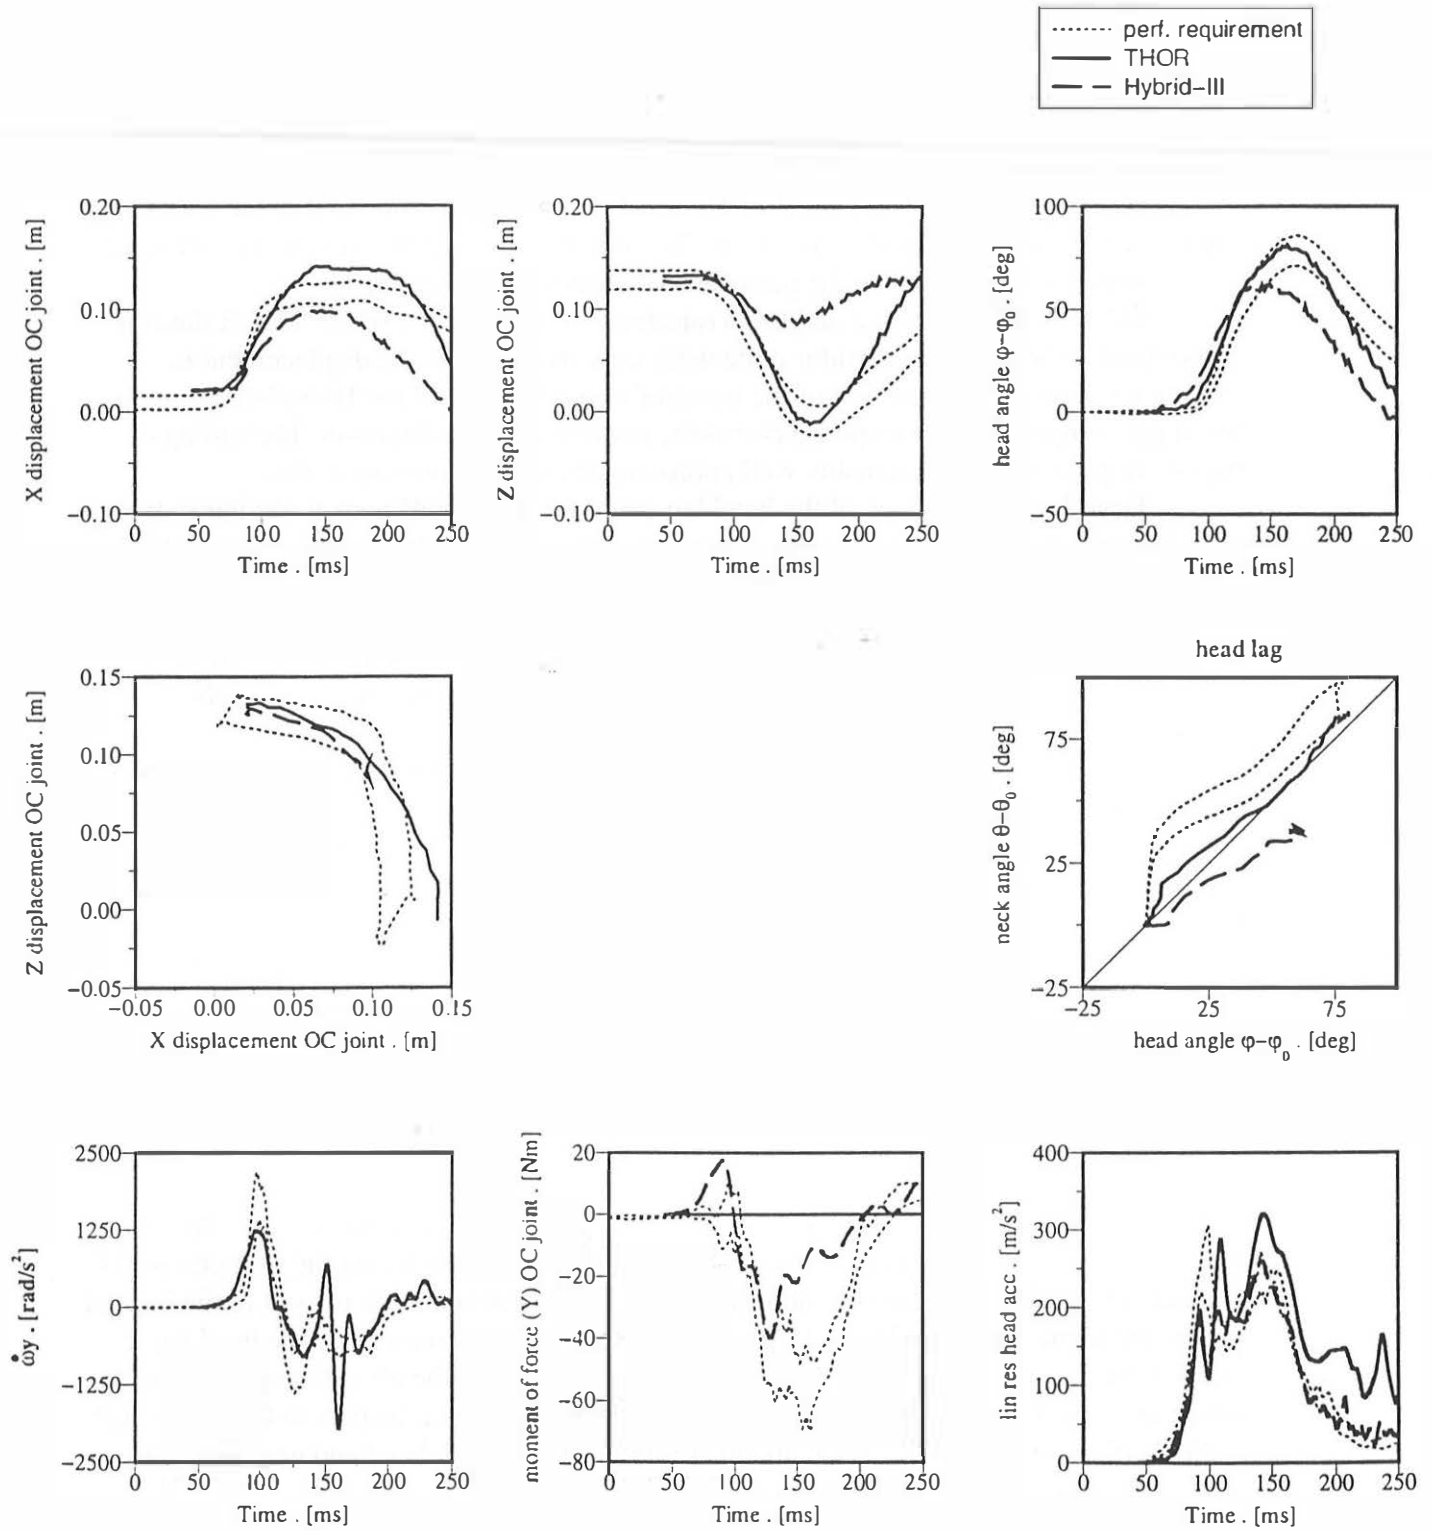 perf. requirement
THOR
Hybrid-III
X displacement OC joint . [m]
0.20
0.10
0.00
-0.10
0 50 100 150 200 250
Time . [ms]
Z displacement OC joint . [m]
0.20
0.10
0.00
-0.10
0 50 100 150 200 250
Time . [ms]
head angle φ-φ₀ . [deg]
100
50
0
-50
0 50 100 150 200 250
Time . [ms]
Z displacement OC joint . [m]
0.15
0.10
0.05
0.00
-0.05
-0.05 0.00 0.05 0.10 0.15
X displacement OC joint . [m]
head lag
neck angle θ-θ₀ . [deg]
75
25
-25
-25 25 75
head angle φ-φ₀ . [deg]
ω̇y . [rad/s²]
2500
1250
0
-1250
-2500
0 50 100 150 200 250
Time . [ms]
moment of force (Y) OC joint . [Nm]
20
0
-20
-40
-60
-80
0 50 100 150 200 250
Time . [ms]
lin res head acc . [m/s²]
400
300
200
100
0
0 50 100 150 200 250
Time . [ms]